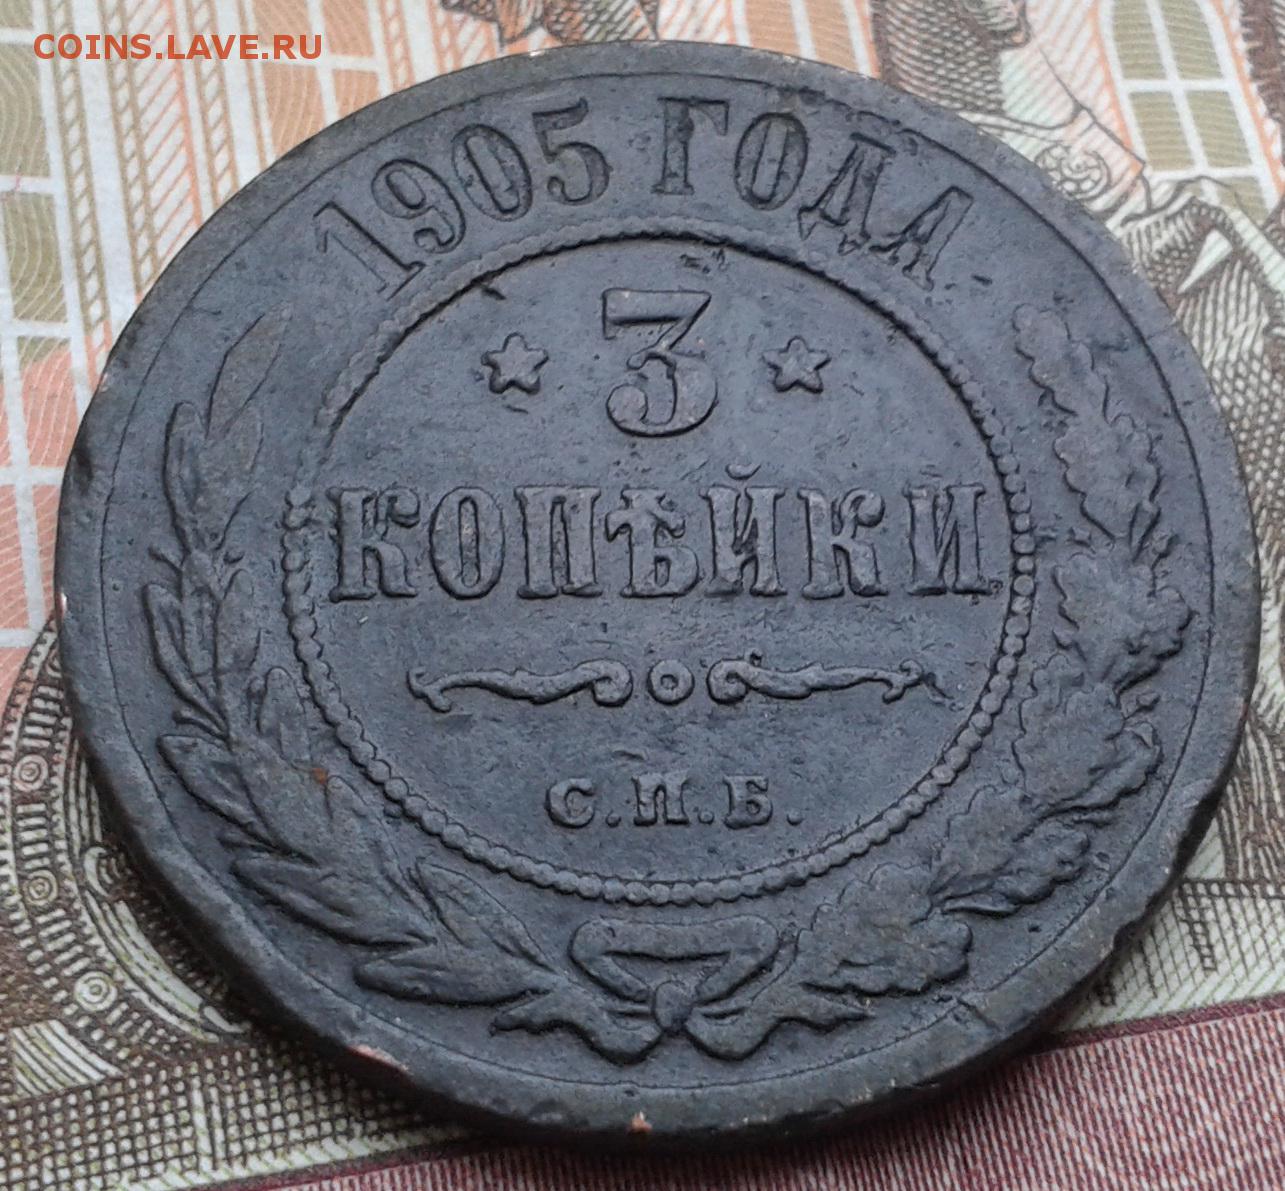 COINS.LAVE.RU
1905 ГОДА
3
КОПѢЙКИ
С.П.Б.